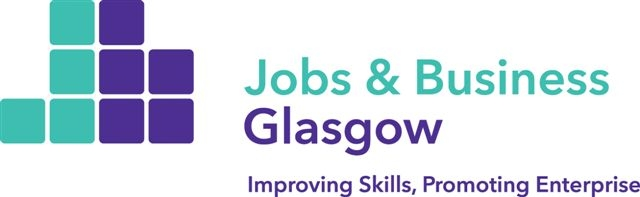 Jobs & Business
Glasgow
Improving Skills, Promoting Enterprise